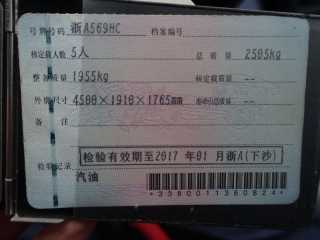 号牌号码 浙A569HC 档案编号
核定载人数 5人 总质量 2505kg
整备质量 1955kg 核定载质量 --
外廓尺寸 4500×1910×1765mm 准牵引总质量 --
备注
检验有效期至2017年01月浙A(下沙)
检验记录
汽油
*3380011360824*